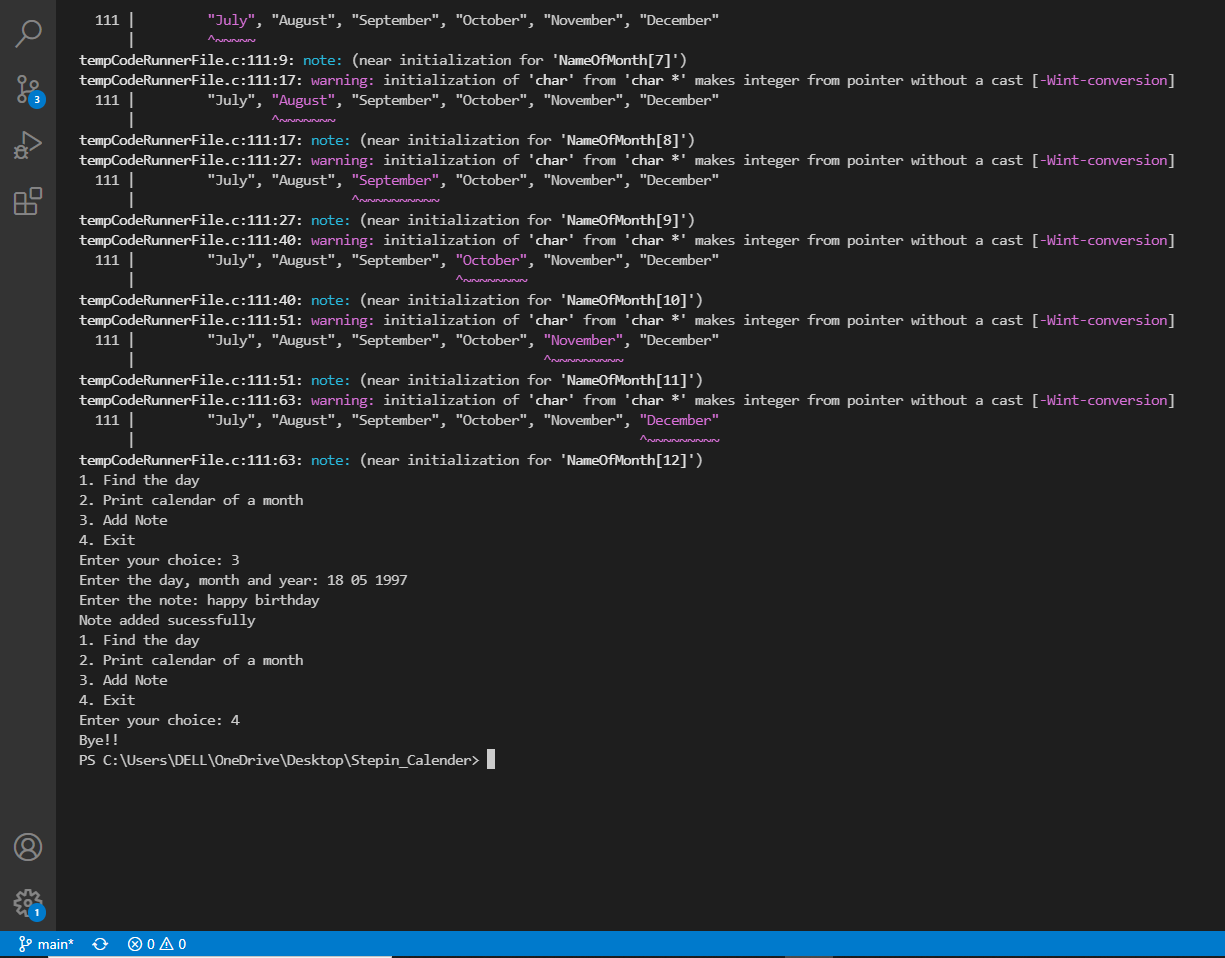 111 |         "July", "August", "September", "October", "November", "December"
|         ^~~~~~
tempCodeRunnerFile.c:111:9: note: (near initialization for 'NameOfMonth[7]')
tempCodeRunnerFile.c:111:17: warning: initialization of 'char' from 'char *' makes integer from pointer without a cast [-Wint-conversion]
111 |         "July", "August", "September", "October", "November", "December"
|                 ^~~~~~~~
tempCodeRunnerFile.c:111:17: note: (near initialization for 'NameOfMonth[8]')
tempCodeRunnerFile.c:111:27: warning: initialization of 'char' from 'char *' makes integer from pointer without a cast [-Wint-conversion]
111 |         "July", "August", "September", "October", "November", "December"
|                           ^~~~~~~~~~~
tempCodeRunnerFile.c:111:27: note: (near initialization for 'NameOfMonth[9]')
tempCodeRunnerFile.c:111:40: warning: initialization of 'char' from 'char *' makes integer from pointer without a cast [-Wint-conversion]
111 |         "July", "August", "September", "October", "November", "December"
|                                        ^~~~~~~~~
tempCodeRunnerFile.c:111:40: note: (near initialization for 'NameOfMonth[10]')
tempCodeRunnerFile.c:111:51: warning: initialization of 'char' from 'char *' makes integer from pointer without a cast [-Wint-conversion]
111 |         "July", "August", "September", "October", "November", "December"
|                                                   ^~~~~~~~~~
tempCodeRunnerFile.c:111:51: note: (near initialization for 'NameOfMonth[11]')
tempCodeRunnerFile.c:111:63: warning: initialization of 'char' from 'char *' makes integer from pointer without a cast [-Wint-conversion]
111 |         "July", "August", "September", "October", "November", "December"
|                                                               ^~~~~~~~~~
tempCodeRunnerFile.c:111:63: note: (near initialization for 'NameOfMonth[12]')
1. Find the day
2. Print calendar of a month
3. Add Note
4. Exit
Enter your choice: 3
Enter the day, month and year: 18 05 1997
Enter the note: happy birthday
Note added sucessfully
1. Find the day
2. Print calendar of a month
3. Add Note
4. Exit
Enter your choice: 4
Bye!!
PS C:\Users\DELL\OneDrive\Desktop\Stepin_Calender>
3
1
main* 0 0